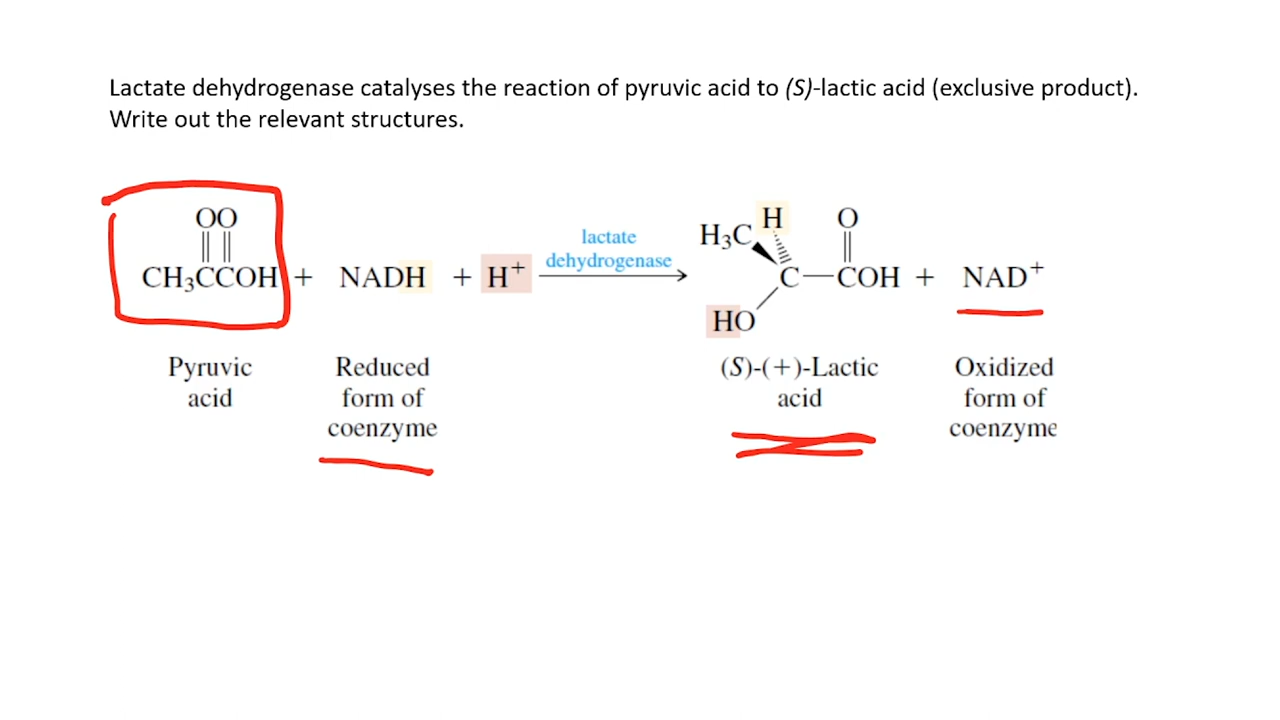 Lactate dehydrogenase catalyses the reaction of pyruvic acid to (S)-lactic acid (exclusive product).
Write out the relevant structures.
OO
CH₃CCOH + NADH + H⁺
lactate
dehydrogenase
H₃C H O
C—COH + NAD⁺
HO
Pyruvic
acid
Reduced
form of
coenzyme
(S)-(+)-Lactic
acid
Oxidized
form of
coenzyme